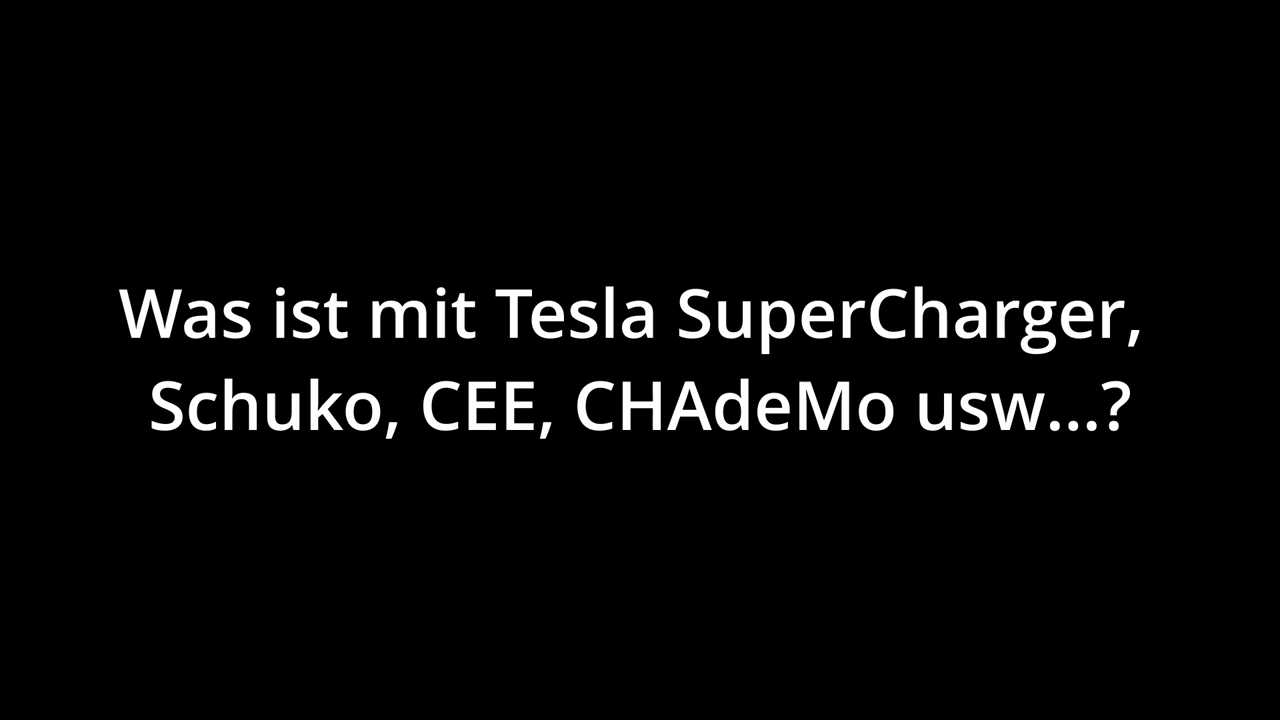 Was ist mit Tesla SuperCharger,
Schuko, CEE, CHAdeMo usw...?